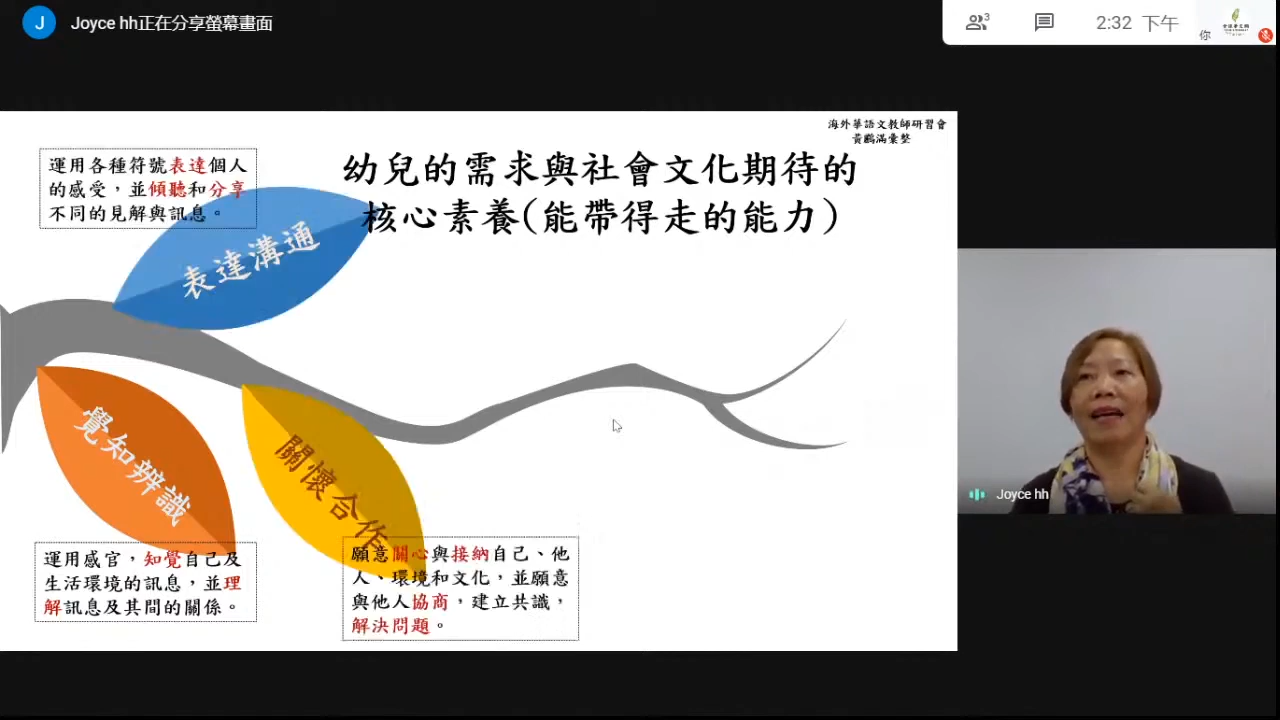 Joyce hh正在分享螢幕畫面
3
2:32 下午
你
海外華語文教師研習會
黃鸝滿彙整
幼兒的需求與社會文化期待的
核心素養(能帶得走的能力)
運用各種符號表達個人
的感受，並傾聽和分享
不同的見解與訊息。
表達溝通
覺知辨識
關懷合作
運用感官，知覺自己及
生活環境的訊息，並理
解訊息及其間的關係。
願意關心與接納自己、他
人、環境和文化，並願意
與他人協商，建立共識，
解決問題。
Joyce hh